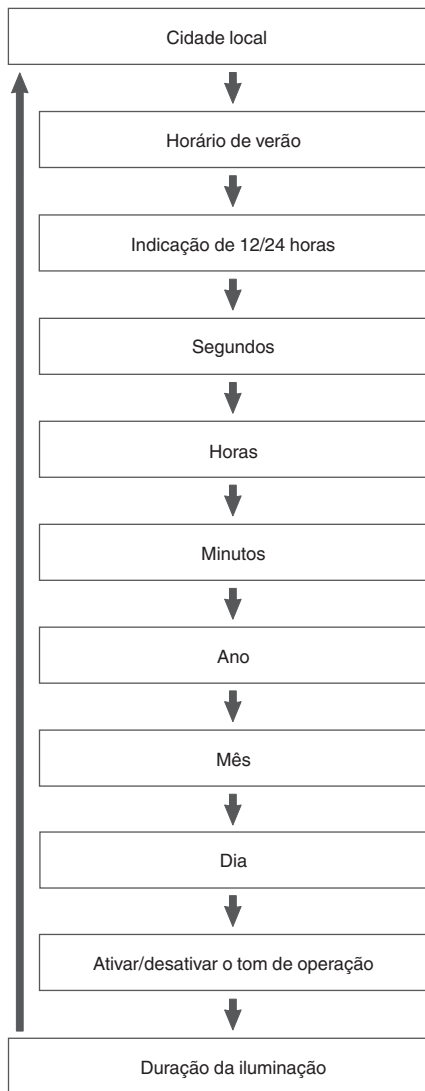 Cidade local
Horário de verão
Indicação de 12/24 horas
Segundos
Horas
Minutos
Ano
Mês
Dia
Ativar/desativar o tom de operação
Duração da iluminação